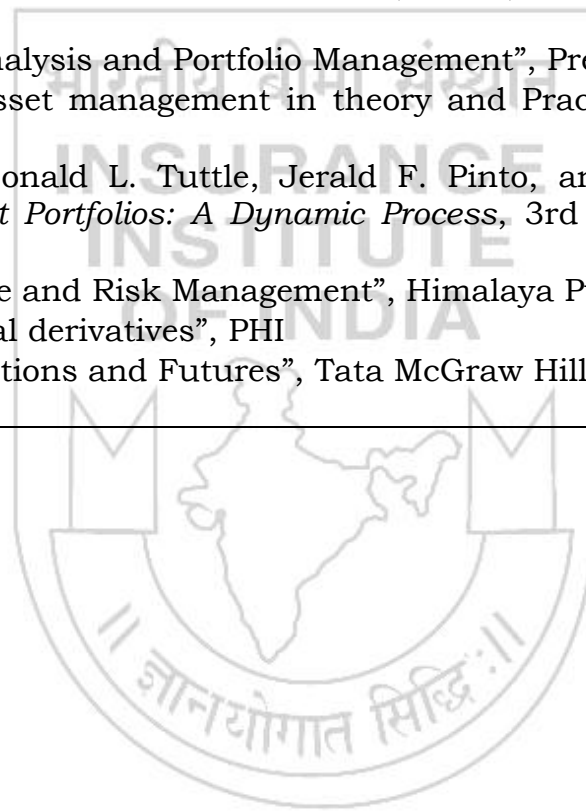 nalysis and Portfolio Management”, Pre
भारतीय बीमा संस्थान
sset management in theory and Prac
INSURANCE
onald L. Tuttle, Jerald F. Pinto, an
t Portfolios: A Dynamic Process, 3rd
INSTITUTE
e and Risk Management”, Himalaya P
OF INDIA
al derivatives”, PHI
tions and Futures”, Tata McGraw Hill
॥ ज्ञानयोगात सिद्धि :॥